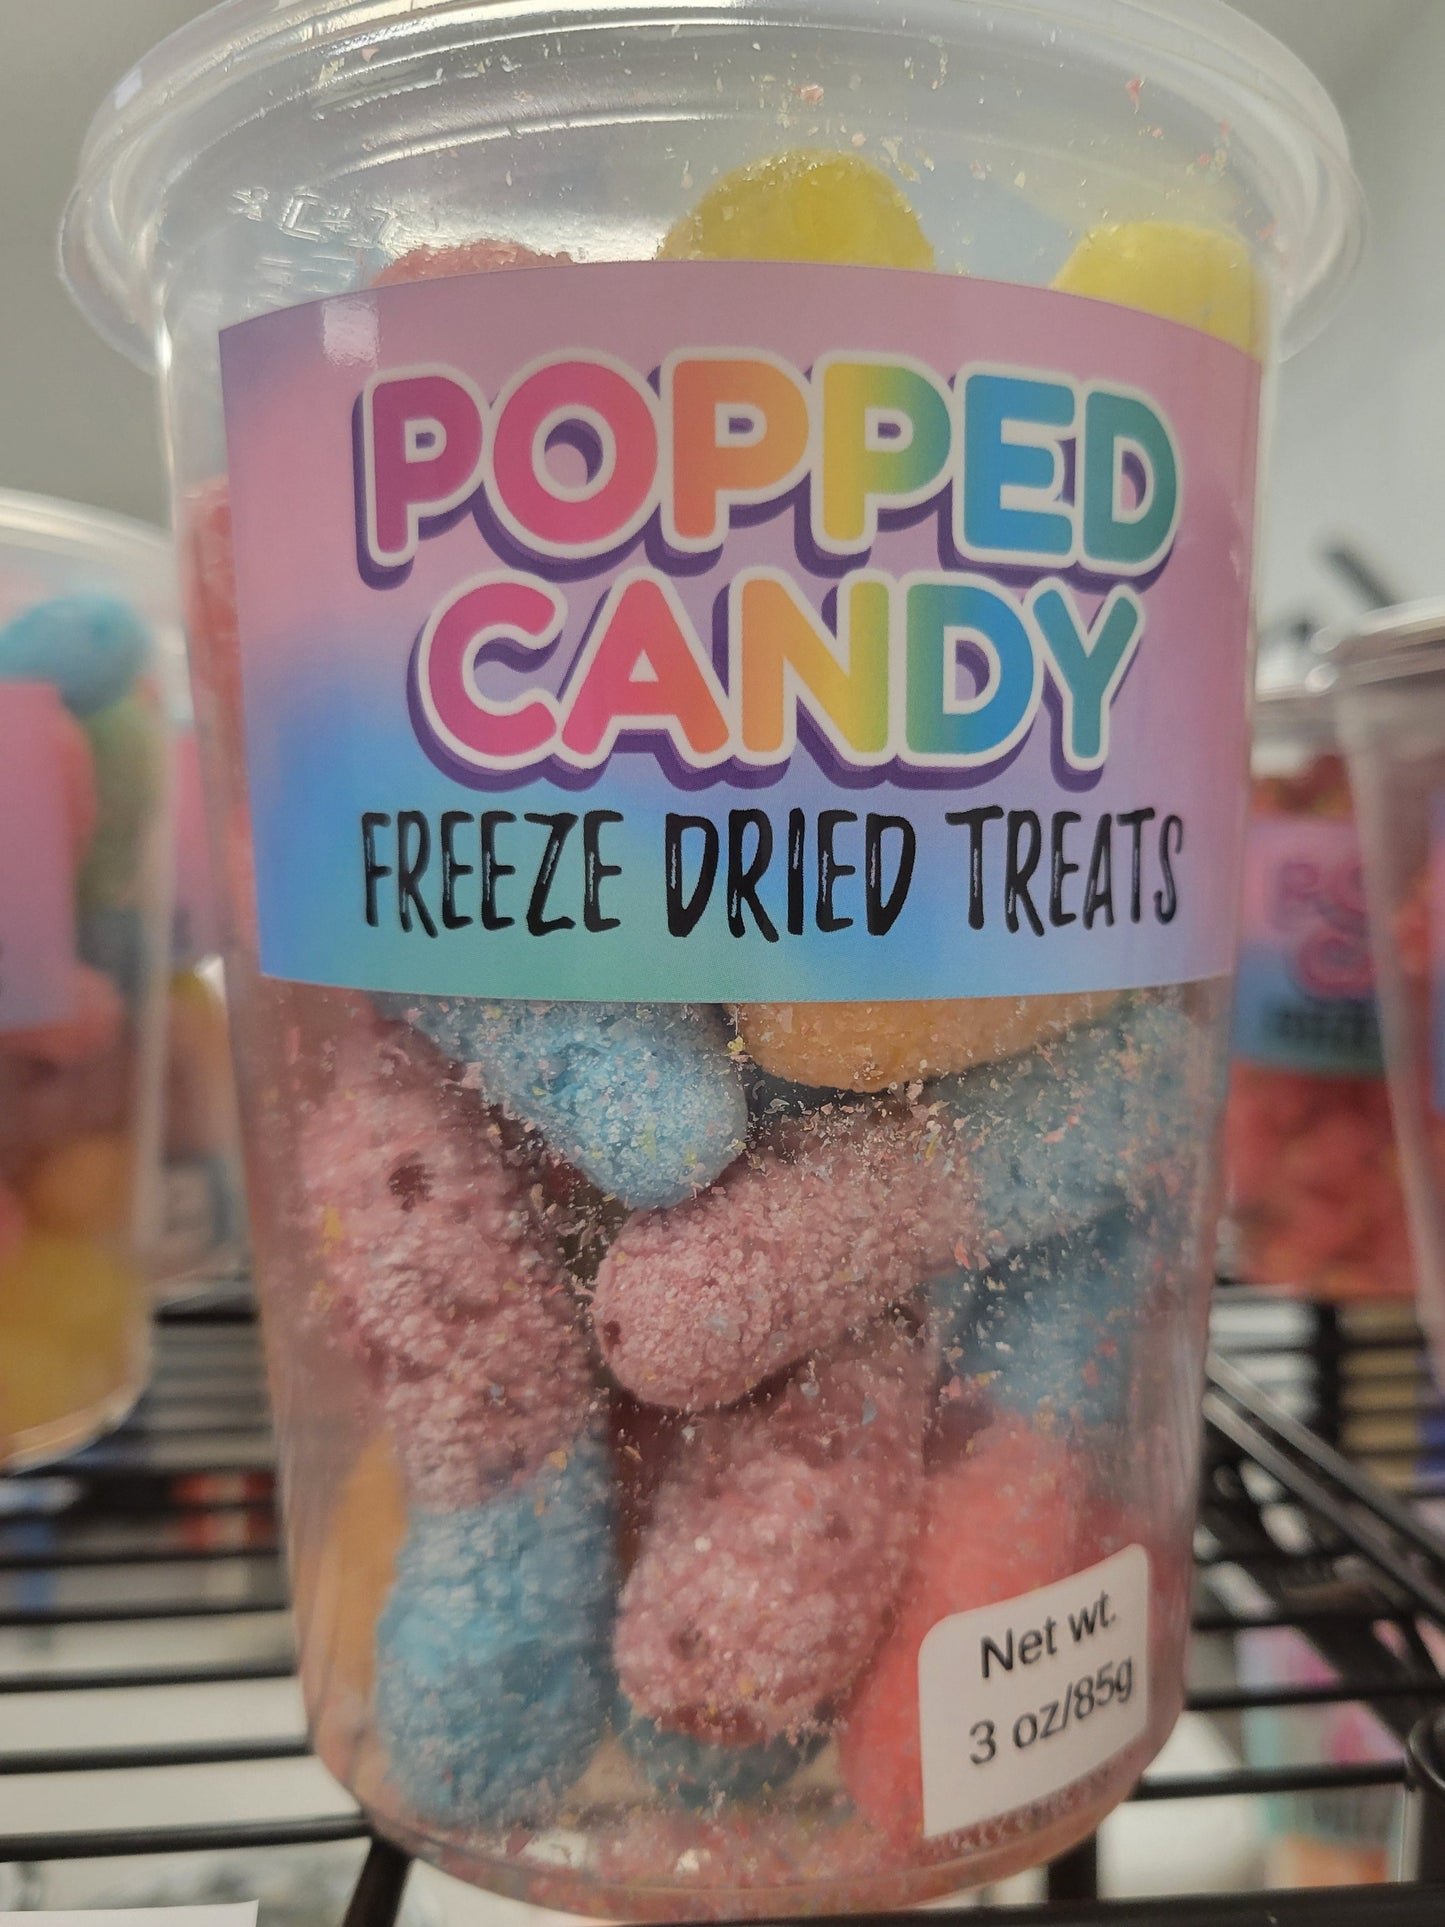 POPPED
CANDY
FREEZE DRIED TREATS
Net wt.
3 oz/85g